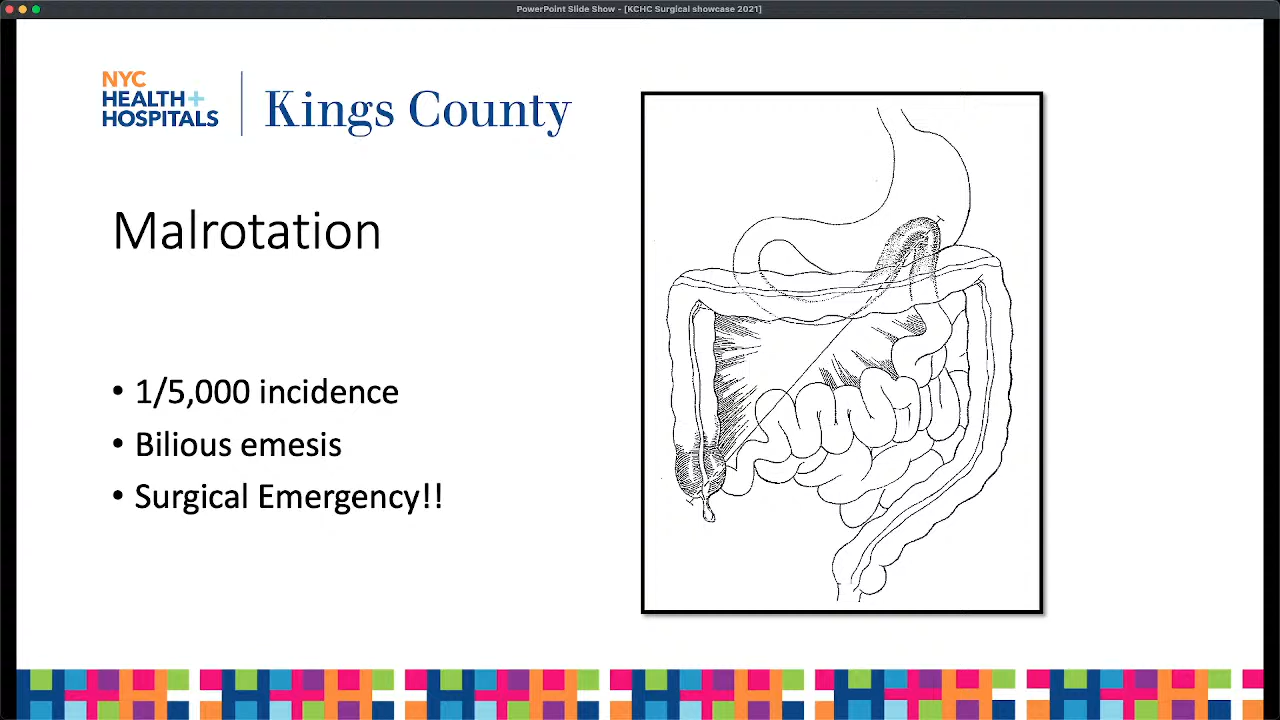 PowerPoint Slide Show - [KCHC Surgical showcase 2021]
NYC
HEALTH+
HOSPITALS
Kings County
Malrotation
• 1/5,000 incidence
• Bilious emesis
• Surgical Emergency!!